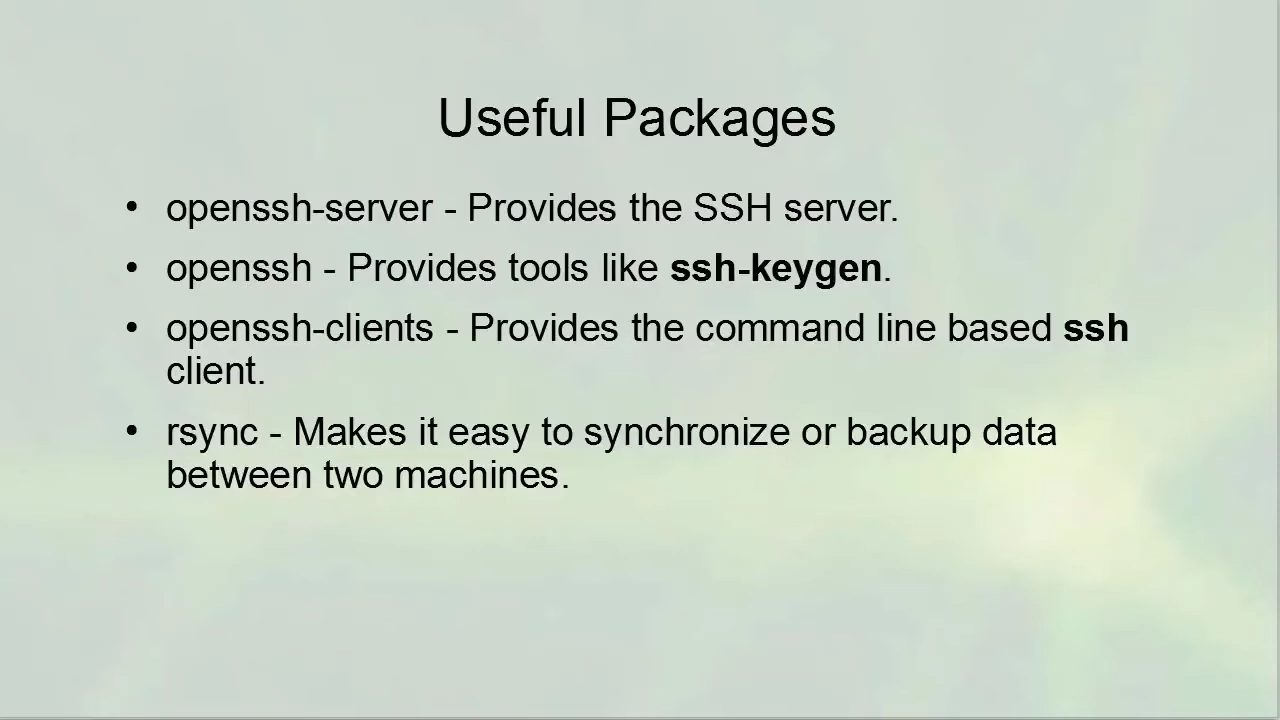 Useful Packages
• openssh-server - Provides the SSH server.
• openssh - Provides tools like ssh-keygen.
• openssh-clients - Provides the command line based ssh
client.
• rsync - Makes it easy to synchronize or backup data
between two machines.